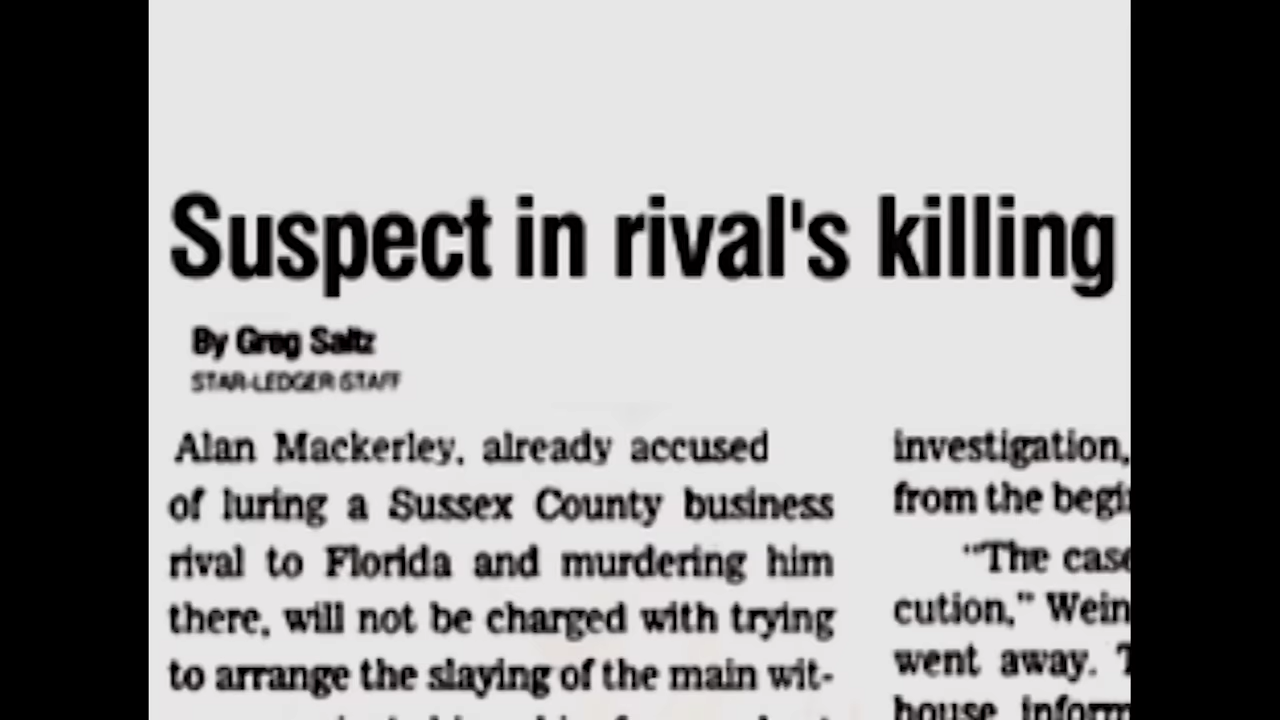 Suspect in rival's killing
By Greg Saltz
STAR-LEDGER STAFF
Alan Mackerley, already accused
of luring a Sussex County business
rival to Florida and murdering him
there, will not be charged with trying
to arrange the slaying of the main wit-
investigation,
from the begi
"The case
cution," Wein
went away.
house inform